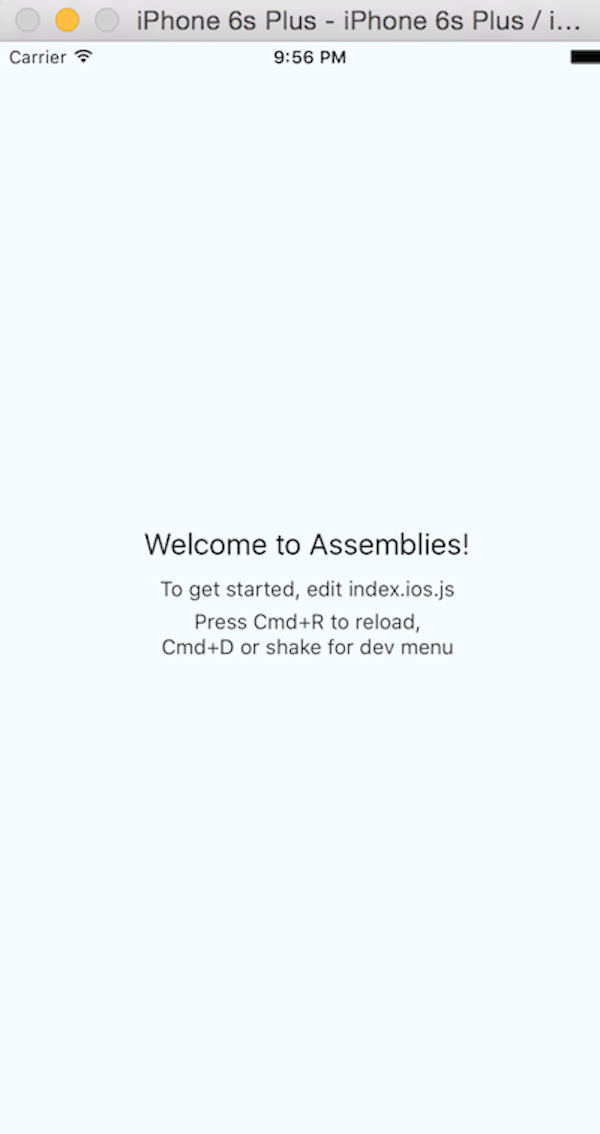 iPhone 6s Plus - iPhone 6s Plus / i...
Carrier 9:56 PM
Welcome to Assemblies!
To get started, edit index.ios.js
Press Cmd+R to reload,
Cmd+D or shake for dev menu